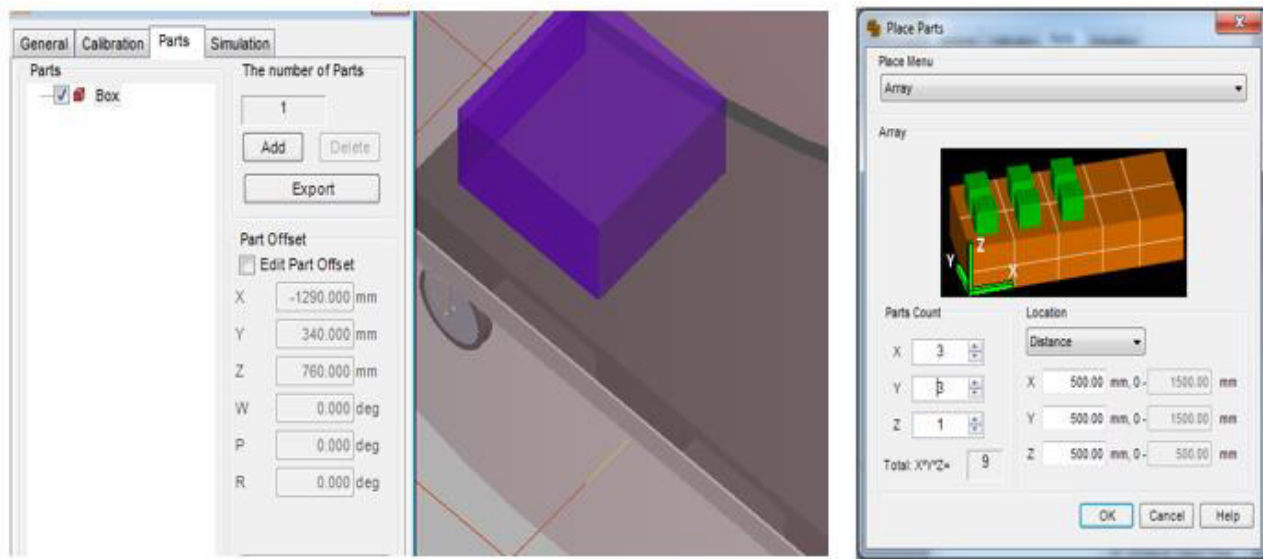 General Calibration Parts Simulation
Parts
Box
The number of Parts
1
Add Delete
Export
Part Offset
Edit Part Offset
X -1290.000 mm
Y 340.000 mm
Z 760.000 mm
W 0.000 deg
P 0.000 deg
R 0.000 deg
Place Parts
Place Menu
Array
Array
Z
Y
X
Parts Count
X 3
Y 3
Z 1
Total: X*Y*Z= 9
Location
Distance
X 500.00 mm, 0 - 1500.00 mm
Y 500.00 mm, 0 - 1500.00 mm
Z 500.00 mm, 0 - 500.00 mm
OK Cancel Help